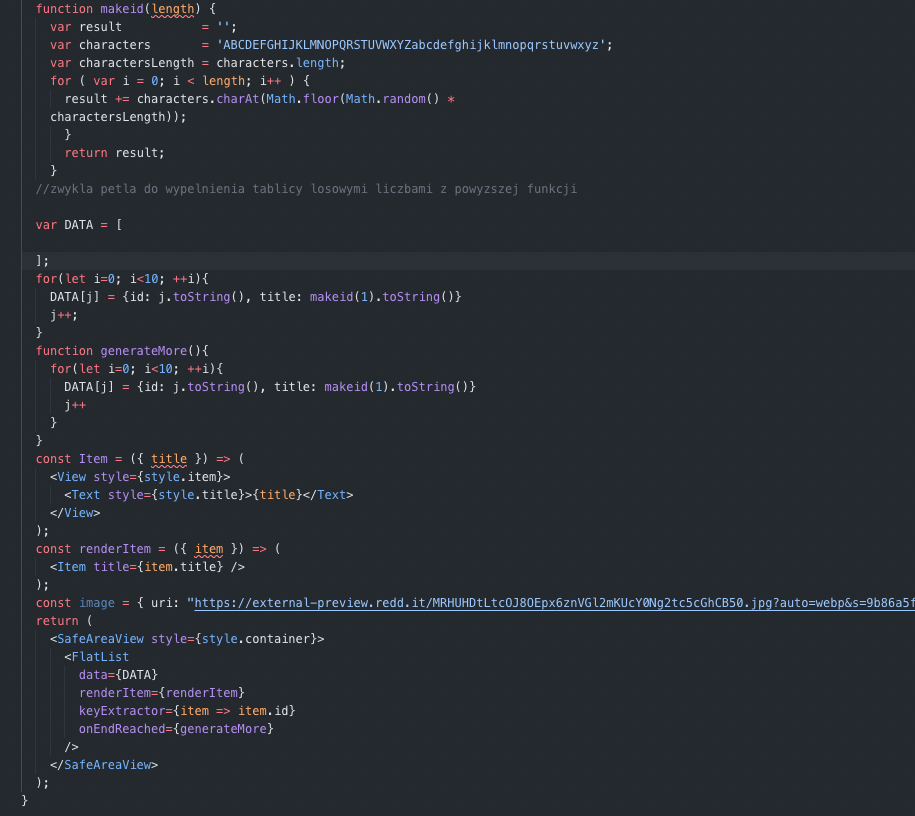 function makeid(length) {
var result           = '';
var characters       = 'ABCDEFGHIJKLMNOPQRSTUVWXYZabcdefghijklmnopqrstuvwxyz';
var charactersLength = characters.length;
for ( var i = 0; i < length; i++ ) {
result += characters.charAt(Math.floor(Math.random() *
charactersLength));
}
return result;
}
//zwykla petla do wypelnienia tablicy losowymi liczbami z powyzszej funkcji
var DATA = [
];
for(let i=0; i<10; ++i){
DATA[j] = {id: j.toString(), title: makeid(1).toString()}
j++;
}
function generateMore(){
for(let i=0; i<10; ++i){
DATA[j] = {id: j.toString(), title: makeid(1).toString()}
j++
}
}
const Item = ({ title }) => (
<View style={style.item}>
<Text style={style.title}>{title}</Text>
</View>
);
const renderItem = ({ item }) => (
<Item title={item.title} />
);
const image = { uri: "https://external-preview.redd.it/MRHUHDtLtcOJ8OEpx6znVGl2mKUcY0Ng2tc5cGhCB50.jpg?auto=webp&s=9b86a5f
return (
<SafeAreaView style={style.container}>
<FlatList
data={DATA}
renderItem={renderItem}
keyExtractor={item => item.id}
onEndReached={generateMore}
/>
</SafeAreaView>
);
}